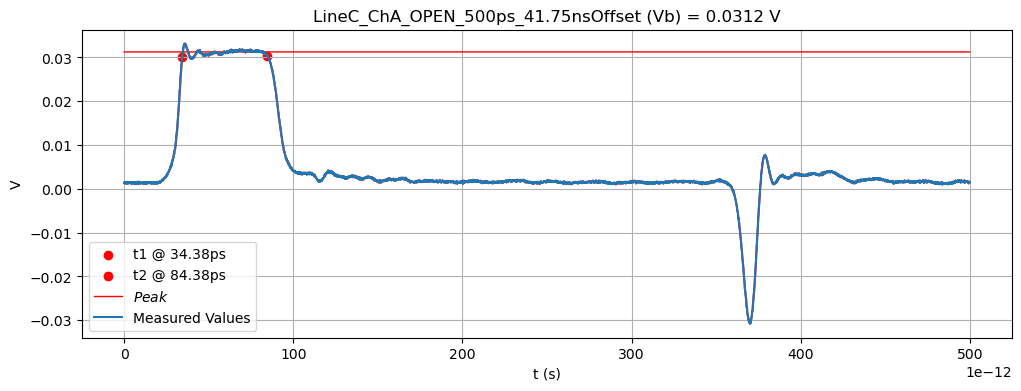 LineC_ChA_OPEN_500ps_41.75nsOffset (Vb) = 0.0312 V
0.03
0.02
0.01
0.00
−0.01
−0.02
−0.03
V
t1 @ 34.38ps
t2 @ 84.38ps
Peak
Measured Values
0
100
200
300
400
500
1e−12
t (s)